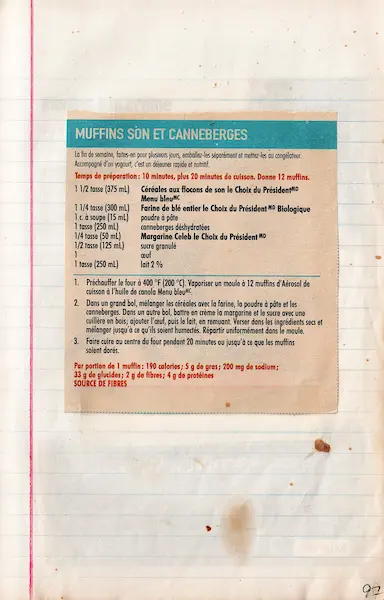 MUFFINS SON ET CANNEBERGES
La fin de semaine, faites-en pour plusieurs jours, emballez-les séparément et mettez-les au congélateur.
Accompagné d'un yogourt, c'est un déjeuner rapide et nutritif.
Temps de préparation : 10 minutes, plus 20 minutes de cuisson. Donne 12 muffins.
1 1/2 tasse (375 mL) Céréales aux flocons de son le Choix du Président MD
Menu bleu MC
1 1/4 tasse (300 mL) Farine de blé entier le Choix du Président MD Biologique
1 c. à soupe (15 mL) poudre à pâte
1 tasse (250 mL) canneberges déshydratées
1/4 tasse (50 mL) Margarine Celeb le Choix du Président MD
1/2 tasse (125 mL) sucre granulé
1 œuf
1 tasse (250 mL) lait 2 %
1. Préchauffer le four à 400 °F (200 °C). Vaporiser un moule à 12 muffins d'Aérosol de
cuisson à l'huile de canola Menu bleu MC.
2. Dans un grand bol, mélanger les céréales avec la farine, la poudre à pâte et les
canneberges. Dans un autre bol, battre en crème la margarine et le sucre avec une
cuillère en bois; ajouter l'œuf, puis le lait, en remuant. Verser dans les ingrédients secs et
mélanger jusqu'à ce qu'ils soient humectés. Répartir uniformément dans le moule.
3. Faire cuire au centre du four pendant 20 minutes ou jusqu'à ce que les muffins
soient dorés.
Par portion de 1 muffin : 190 calories; 5 g de gras; 200 mg de sodium;
33 g de glucides; 2 g de fibres; 4 g de protéines
SOURCE DE FIBRES